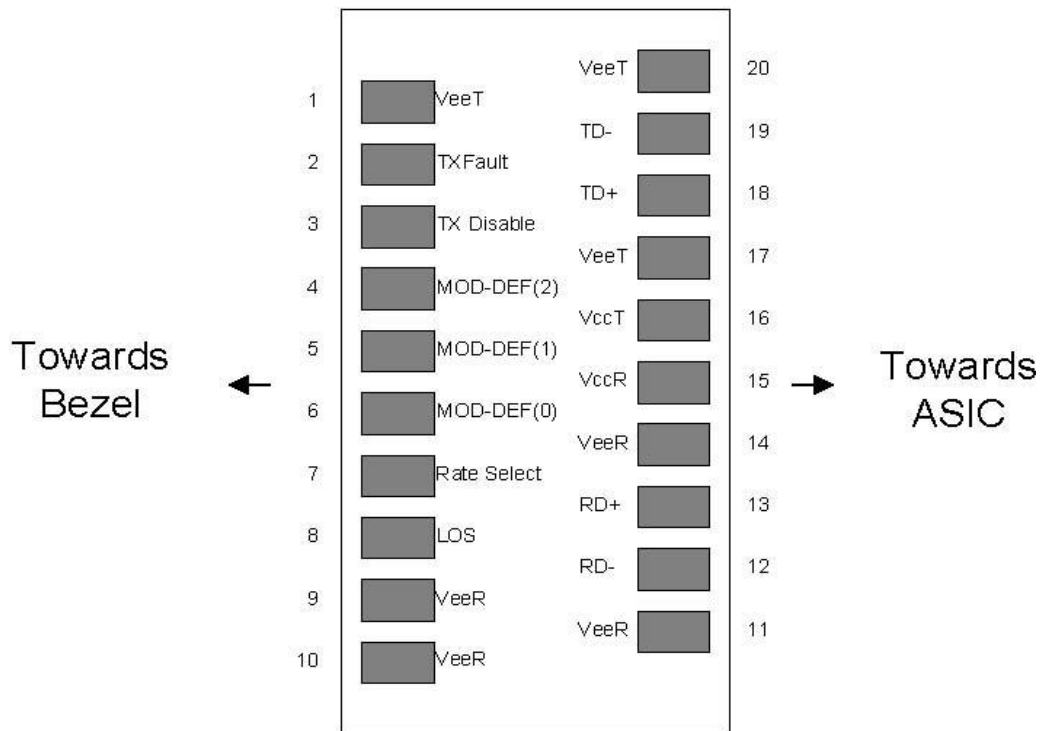 VeeT 20
1 VeeT
TD- 19
2 TXFault
TD+ 18
3 TX Disable
VeeT 17
4 MOD-DEF(2)
VccT 16
5 MOD-DEF(1)
Towards
Bezel
VccR 15
Towards
ASIC
6 MOD-DEF(0)
VeeR 14
7 Rate Select
RD+ 13
8 LOS
RD- 12
9 VeeR
VeeR 11
10 VeeR